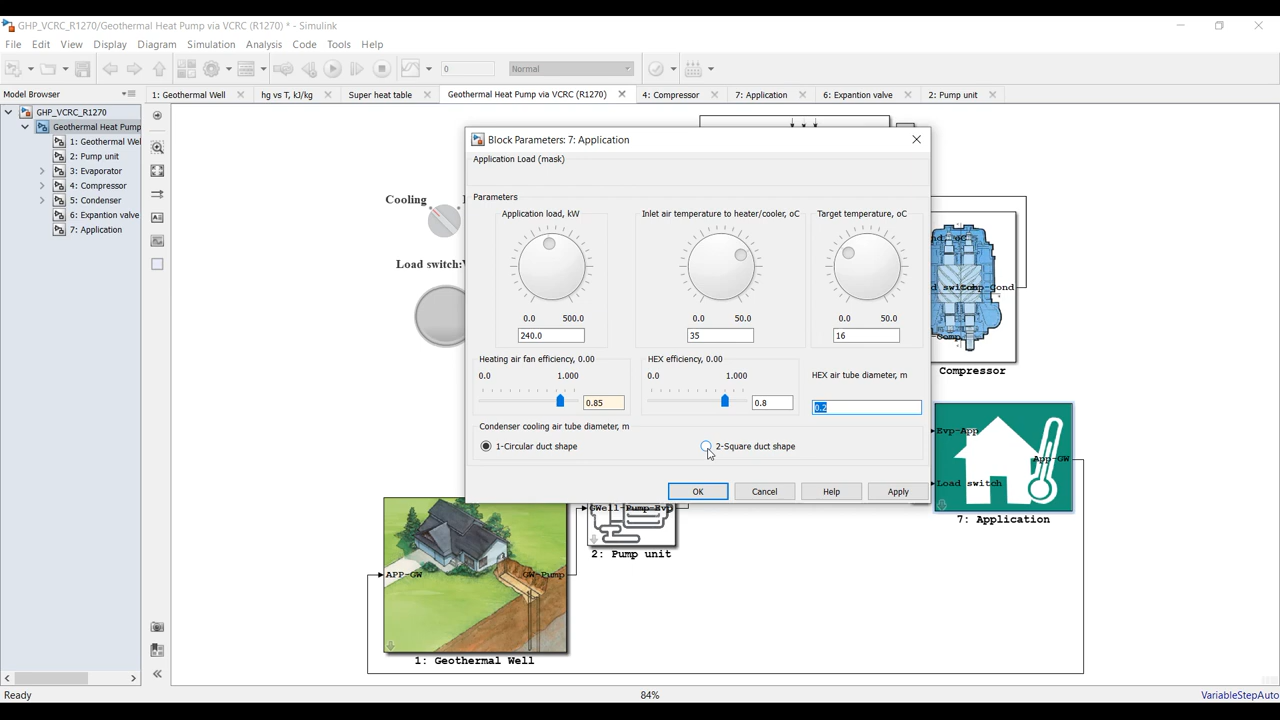 GHP_VCRC_R1270/Geothermal Heat Pump via VCRC (R1270) * - Simulink
File Edit View Display Diagram Simulation Analysis Code Tools Help
0 Normal
Model Browser
1: Geothermal Well hg vs T, kJ/kg Super heat table Geothermal Heat Pump via VCRC (R1270) 4: Compressor 7: Application 6: Expantion valve 2: Pump unit
GHP_VCRC_R1270
Geothermal Heat Pump
1: Geothermal Wel
2: Pump unit
3: Evaporator
4: Compressor
5: Condenser
6: Expantion valve
7: Application
Cooling
Load switch:
Block Parameters: 7: Application
Application Load (mask)
Parameters
Application load, kW
0.0 500.0
240.0
Inlet air temperature to heater/cooler, oC
0.0 50.0
35
Target temperature, oC
0.0 50.0
16
Heating air fan efficiency, 0.00
0.0 1.000
0.85
HEX efficiency, 0.00
0.0 1.000
0.8
HEX air tube diameter, m
0.2
Condenser cooling air tube diameter, m
1-Circular duct shape 2-Square duct shape
OK Cancel Help Apply
Compressor
Evp-App
App-GW
Load switch
7: Application
GWell-Pump-Evp
2: Pump unit
APP-GW
GW-Pump
1: Geothermal Well
Ready 84% VariableStepAuto